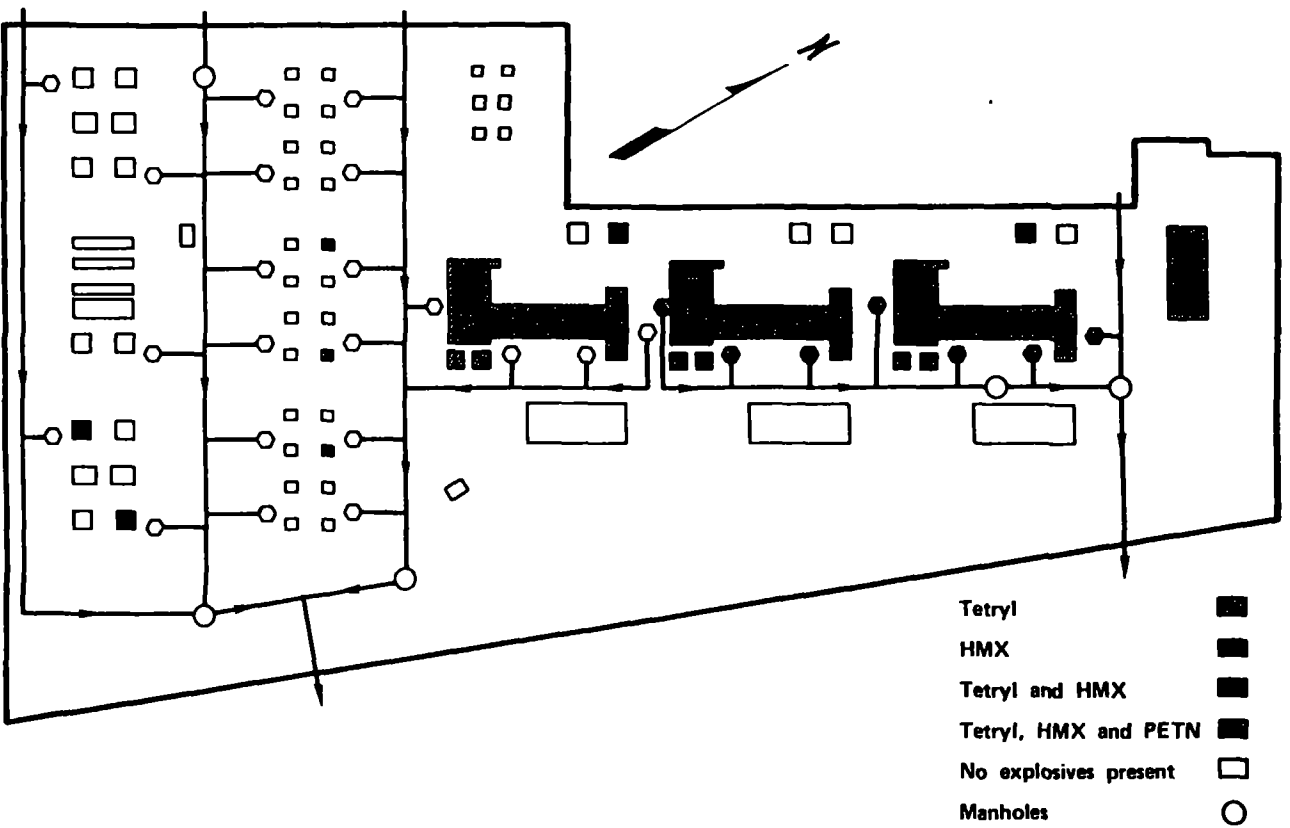 N
Tetryl
HMX
Tetryl and HMX
Tetryl, HMX and PETN
No explosives present
Manholes